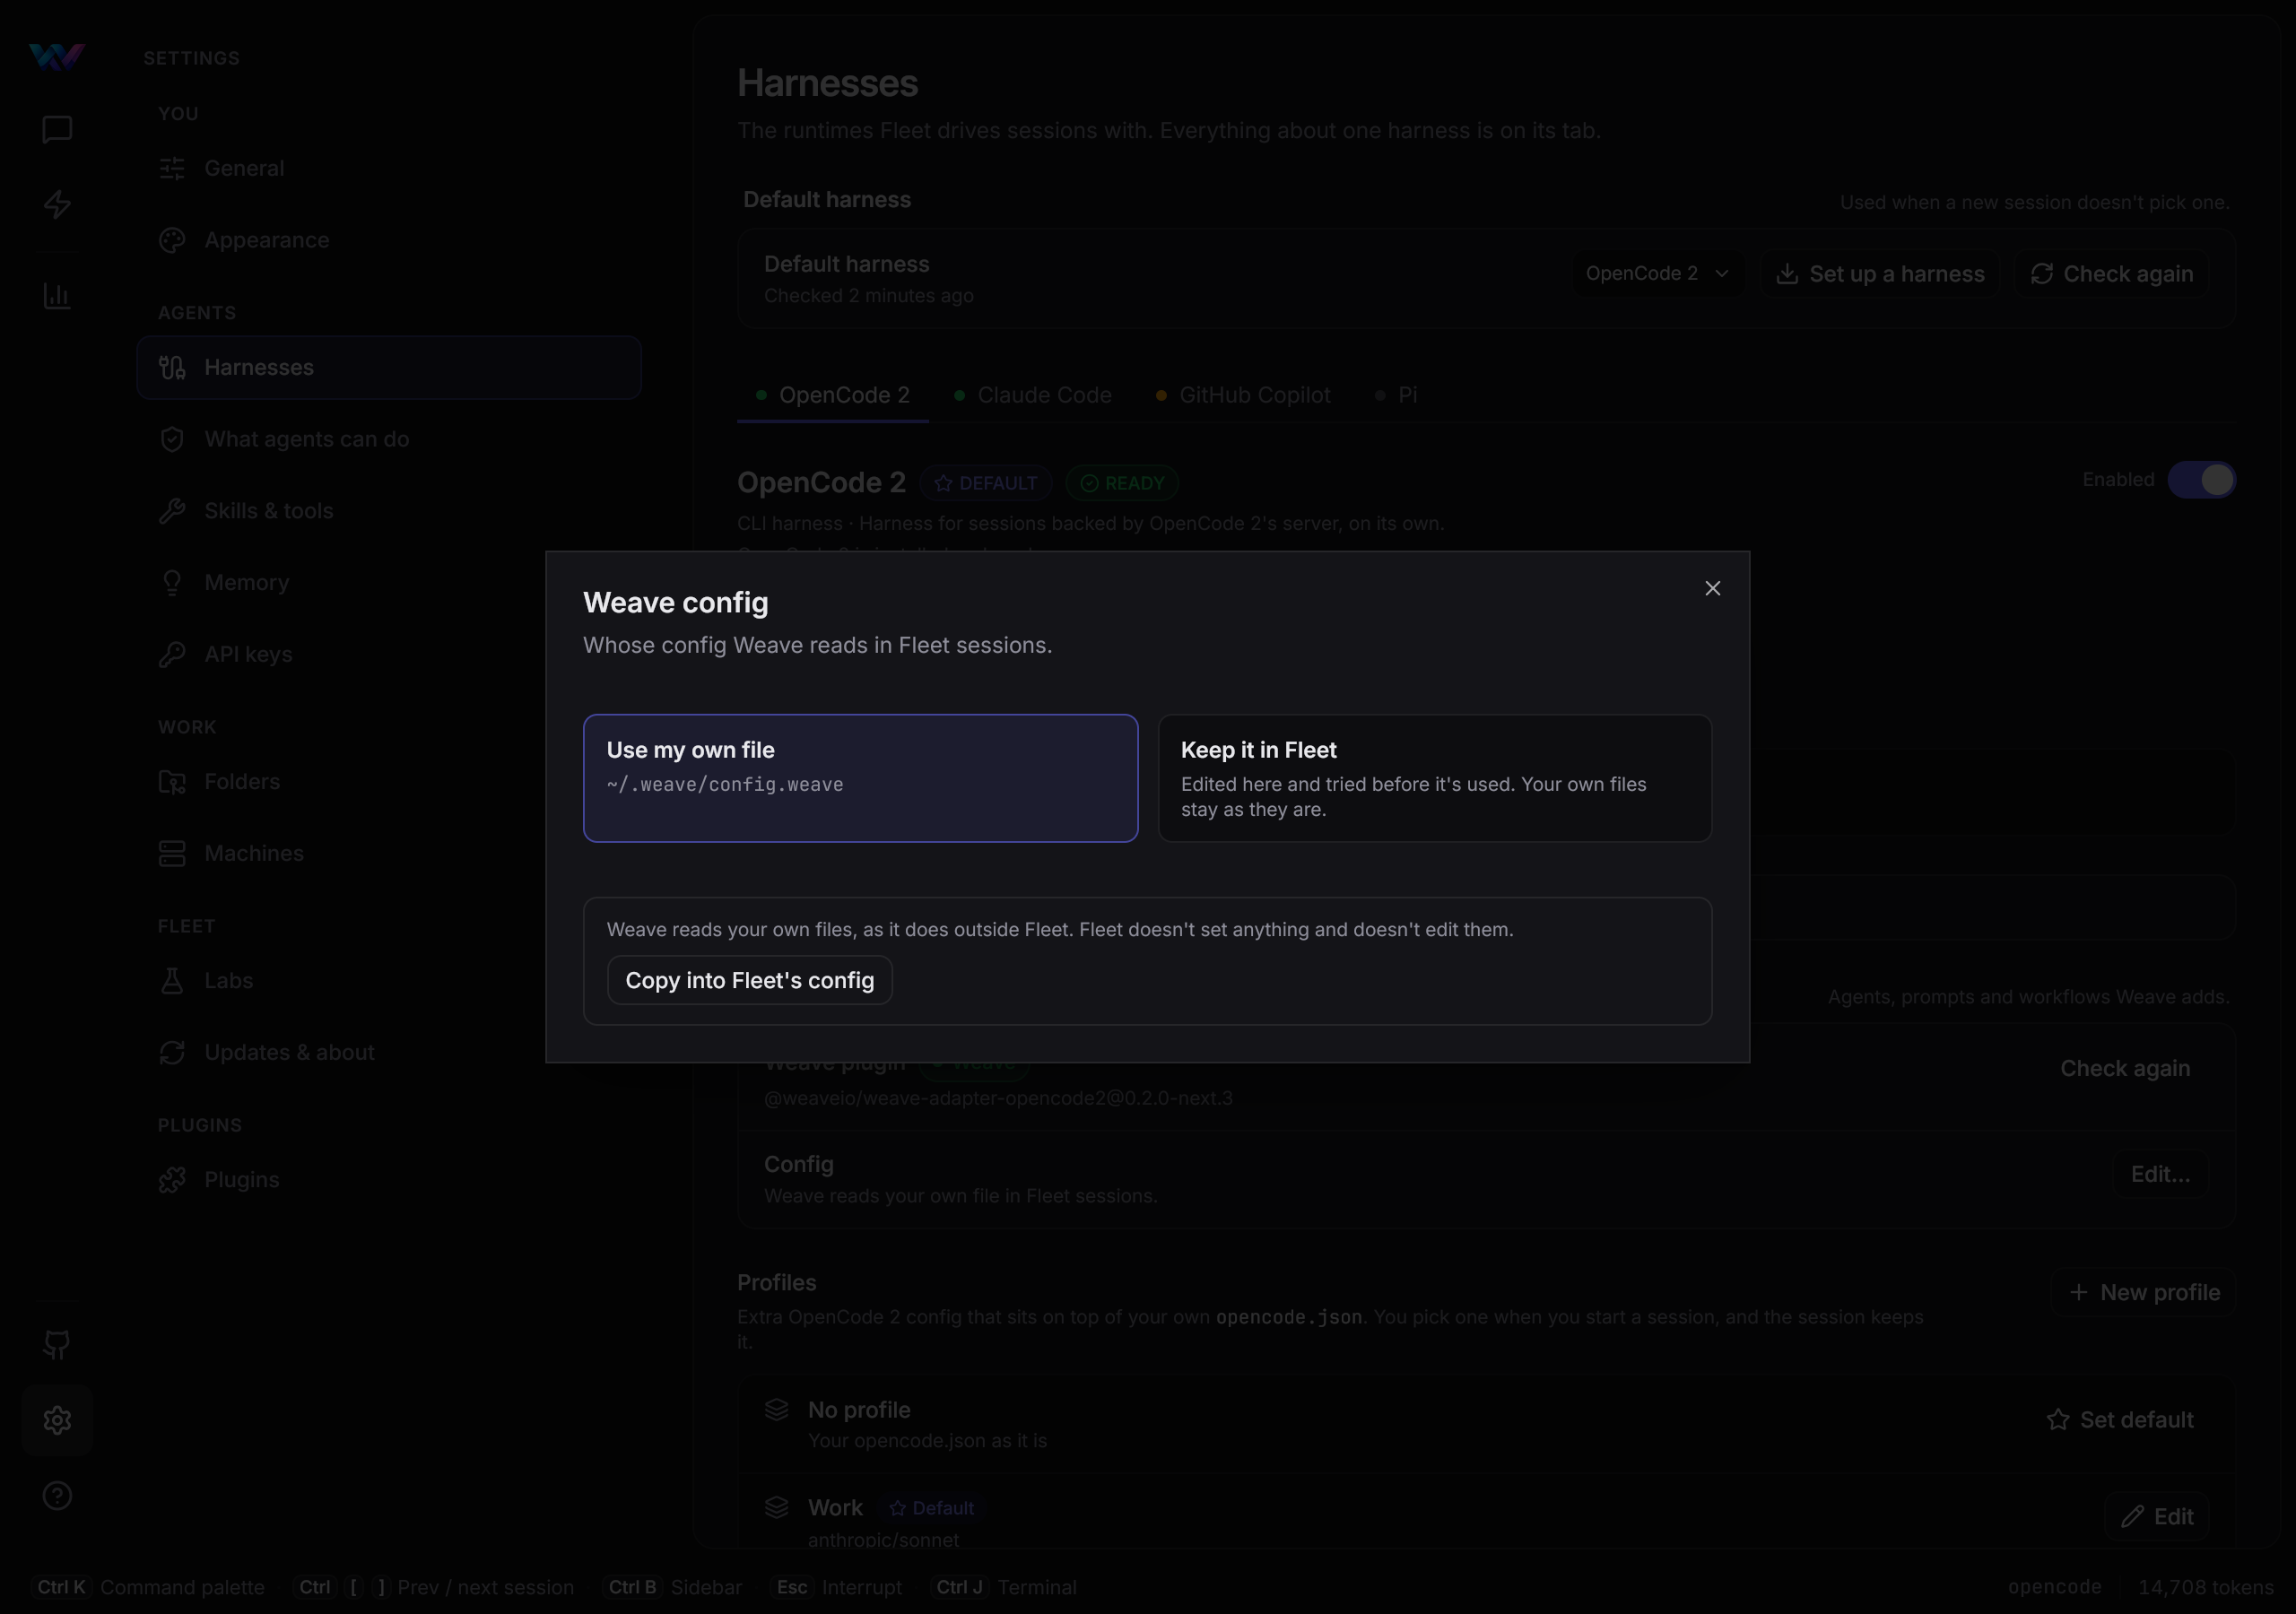 SETTINGS
YOU
General
Appearance
AGENTS
Harnesses
What agents can do
Skills & tools
Memory
API keys
WORK
Folders
Machines
FLEET
Labs
Updates & about
PLUGINS
Plugins
Harnesses
The runtimes Fleet drives sessions with. Everything about one harness is on its tab.
Default harness
Used when a new session doesn't pick one.
Default harness
Checked 2 minutes ago
OpenCode 2
Set up a harness
Check again
OpenCode 2
Claude Code
GitHub Copilot
Pi
OpenCode 2
DEFAULT
READY
Enabled
CLI harness · Harness for sessions backed by OpenCode 2's server, on its own.
Weave config
Whose config Weave reads in Fleet sessions.
Use my own file
~/.weave/config.weave
Keep it in Fleet
Edited here and tried before it's used. Your own files
stay as they are.
Weave reads your own files, as it does outside Fleet. Fleet doesn't set anything and doesn't edit them.
Copy into Fleet's config
Agents, prompts and workflows Weave adds.
Weave plugin
Weave
Check again
@weaveio/weave-adapter-opencode2@0.2.0-next.3
Config
Weave reads your own file in Fleet sessions.
Edit...
Profiles
New profile
Extra OpenCode 2 config that sits on top of your own opencode.json. You pick one when you start a session, and the session keeps
it.
No profile
Your opencode.json as it is
Set default
Work
Default
anthropic/sonnet
Edit
Ctrl K Command palette
Ctrl [ ] Prev / next session
Ctrl B Sidebar
Esc Interrupt
Ctrl J Terminal
opencode
14,708 tokens